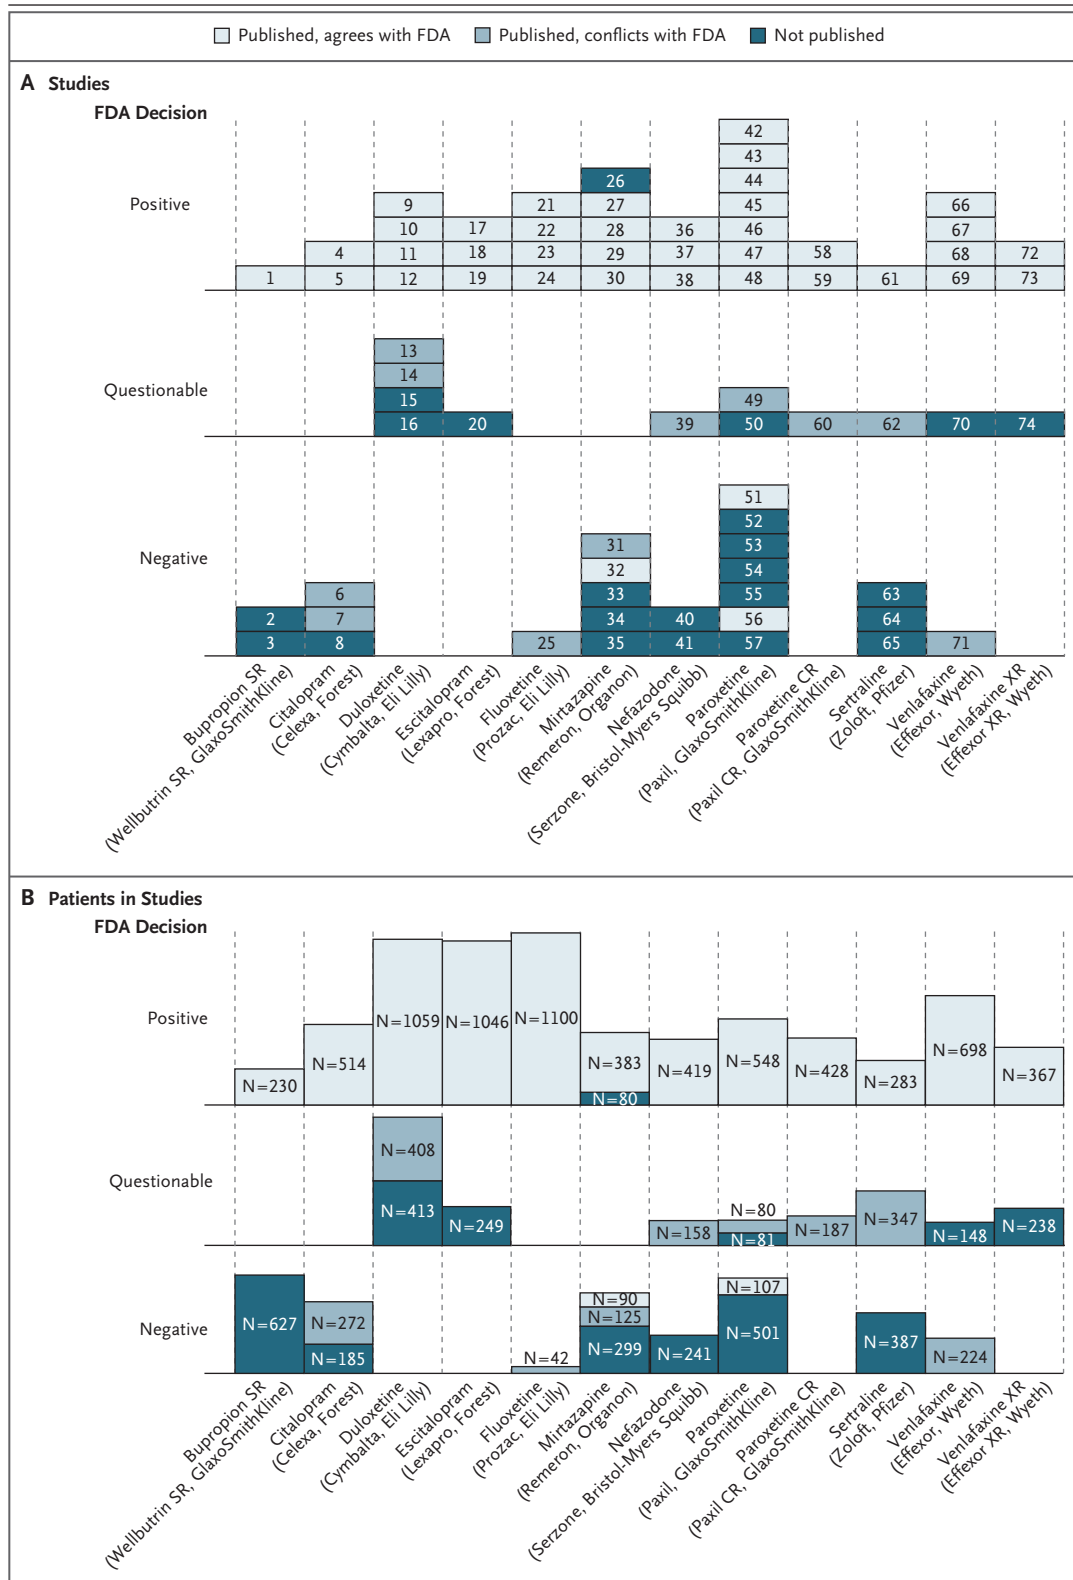 Published, agrees with FDA Published, conflicts with FDA Not published
A Studies
FDA Decision
42
43
26 44
Positive 9 21 27 45 66
10 17 22 28 36 46 67
4 11 18 23 29 37 47 58 68 72
1 5 12 19 24 30 38 48 59 61 69 73
13
14
Questionable 15 49
16 20 39 50 60 62 70 74
51
52
Negative 31 53
32 54
6 33 55 63
2 7 34 40 56 64
3 8 25 35 41 57 65 71
Bupropion SR
(Wellbutrin SR, GlaxoSmithKline)
Citalopram
(Celexa, Forest)
Duloxetine
(Cymbalta, Eli Lilly)
Escitalopram
(Lexapro, Forest)
Fluoxetine
(Prozac, Eli Lilly)
Mirtazapine
(Remeron, Organon)
Nefazodone
(Serzone, Bristol-Myers Squibb)
Paroxetine
(Paxil, GlaxoSmithKline)
Paroxetine CR
(Paxil CR, GlaxoSmithKline)
Sertraline
(Zoloft, Pfizer)
Venlafaxine
(Effexor, Wyeth)
Venlafaxine XR
(Effexor XR, Wyeth)
B Patients in Studies
FDA Decision
Positive
N=230 N=514 N=1059 N=1046 N=1100 N=383 N=419 N=548 N=428 N=283 N=698 N=367
N=80
Questionable
N=408 N=80
N=413 N=249 N=158 N=81 N=187 N=347 N=148 N=238
Negative
N=90 N=107
N=627 N=272 N=125 N=501 N=387
N=185 N=42 N=299 N=241 N=224
Bupropion SR
(Wellbutrin SR, GlaxoSmithKline)
Citalopram
(Celexa, Forest)
Duloxetine
(Cymbalta, Eli Lilly)
Escitalopram
(Lexapro, Forest)
Fluoxetine
(Prozac, Eli Lilly)
Mirtazapine
(Remeron, Organon)
Nefazodone
(Serzone, Bristol-Myers Squibb)
Paroxetine
(Paxil, GlaxoSmithKline)
Paroxetine CR
(Paxil CR, GlaxoSmithKline)
Sertraline
(Zoloft, Pfizer)
Venlafaxine
(Effexor, Wyeth)
Venlafaxine XR
(Effexor XR, Wyeth)